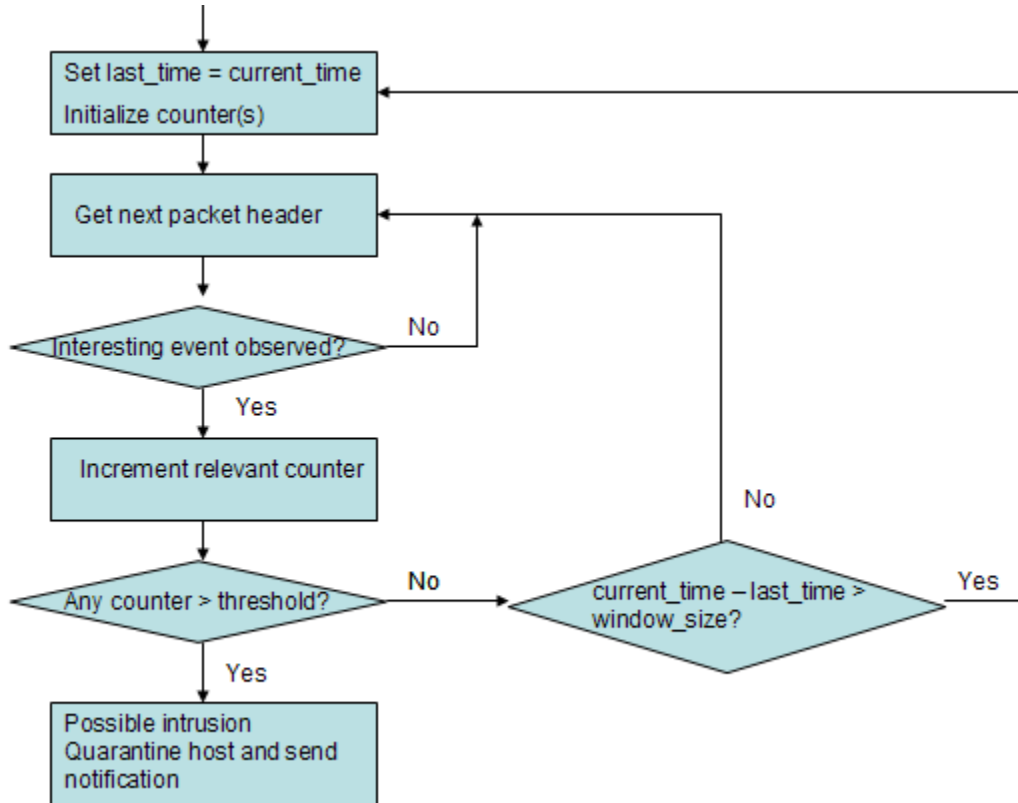 Set last_time = current_time
Initialize counter(s)
Get next packet header
Interesting event observed?
No
Yes
Increment relevant counter
No
Any counter > threshold?
No
current_time – last_time >
window_size?
Yes
Yes
Possible intrusion
Quarantine host and send
notification